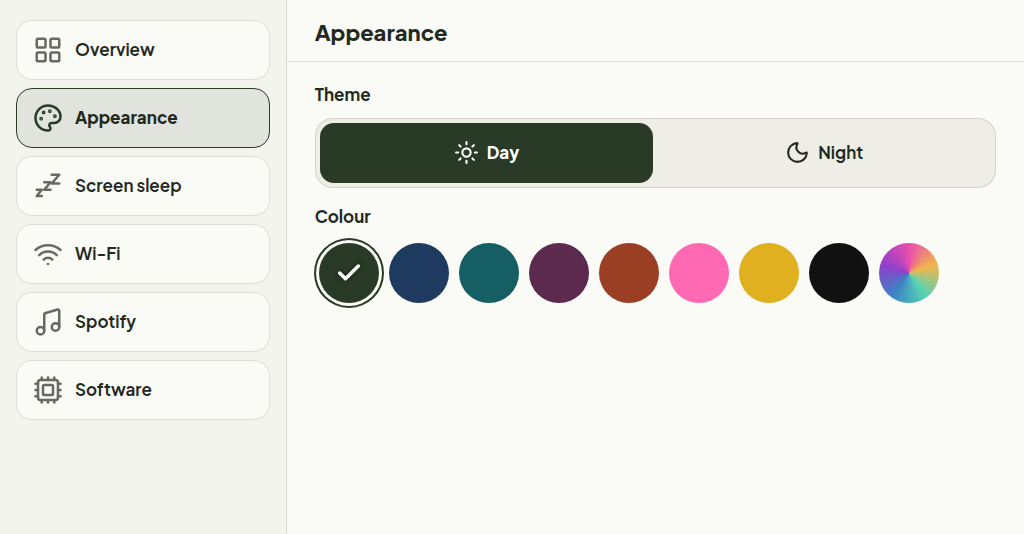 Overview
Appearance
Screen sleep
Wi-Fi
Spotify
Software
Appearance
Theme
Day
Night
Colour